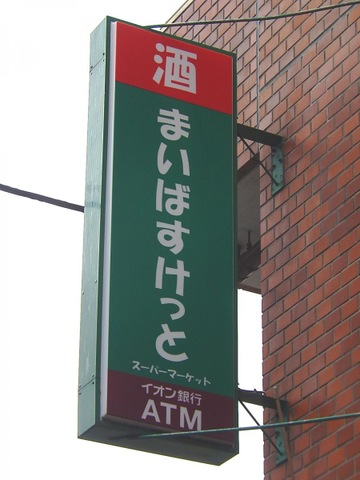 酒
まいばすけっと
スーパーマーケット
イオン銀行
ATM